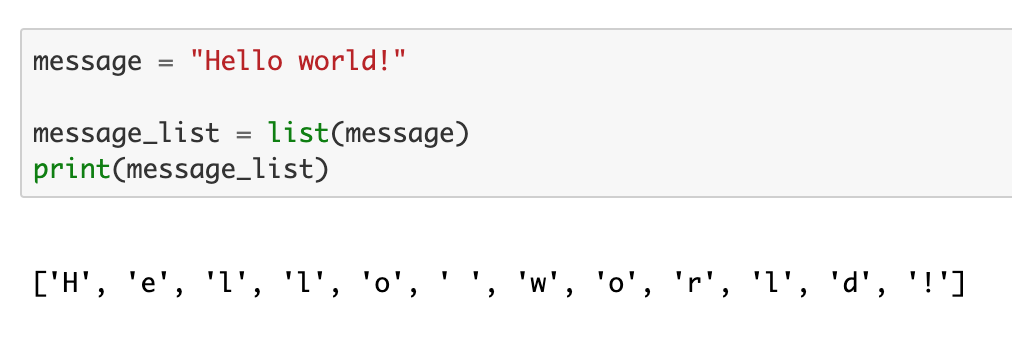 message = "Hello world!"
message_list = list(message)
print(message_list)
['H', 'e', 'l', 'l', 'o', ' ', 'w', 'o', 'r', 'l', 'd', '!']